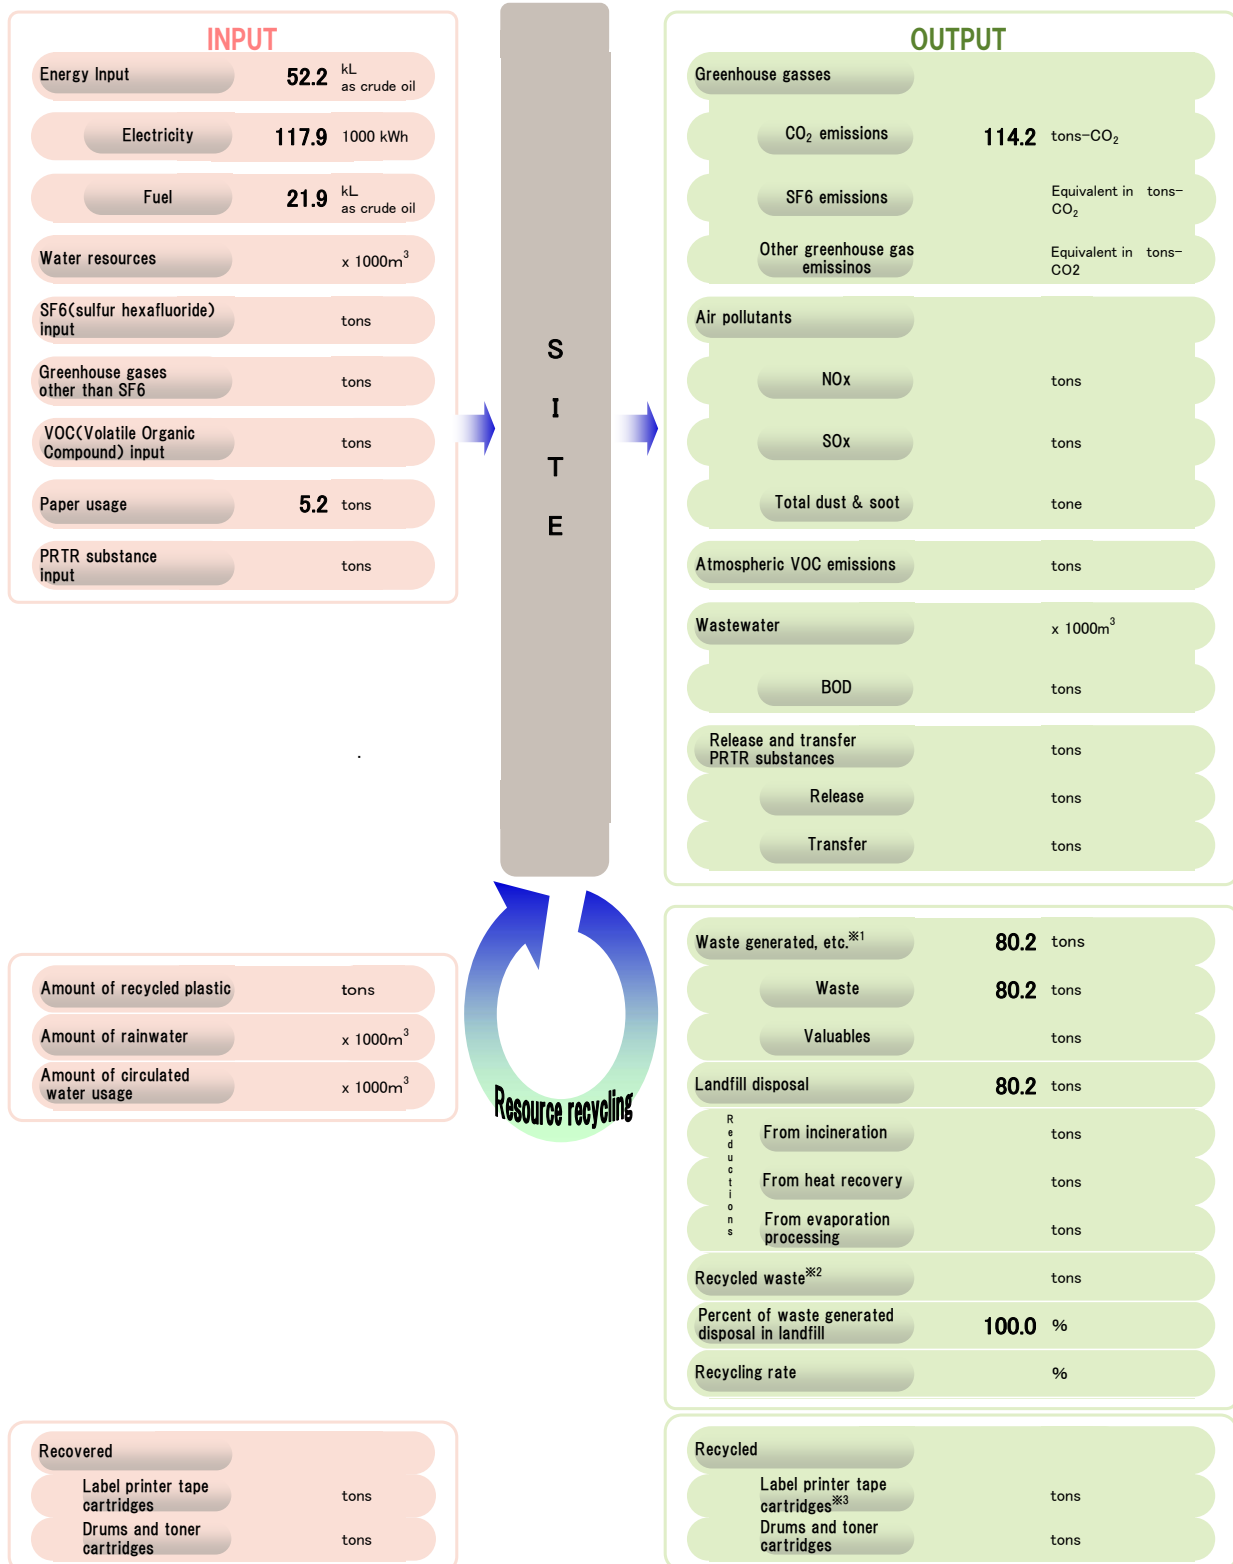 INPUT
Energy Input 52.2 kL
as crude oil
Electricity 117.9 1000 kWh
Fuel 21.9 kL
as crude oil
Water resources x 1000m³
SF6(sulfur hexafluoride)
input tons
Greenhouse gases
other than SF6 tons
VOC(Volatile Organic
Compound) input tons
Paper usage 5.2 tons
PRTR substance
input tons
S
I
T
E
OUTPUT
Greenhouse gasses
CO₂ emissions 114.2 tons-CO₂
SF6 emissions Equivalent in tons-
CO₂
Other greenhouse gas
emissinos Equivalent in tons-
CO2
Air pollutants
NOx tons
SOx tons
Total dust & soot tone
Atmospheric VOC emissions tons
Wastewater x 1000m³
BOD tons
Release and transfer
PRTR substances tons
Release tons
Transfer tons
Amount of recycled plastic tons
Amount of rainwater x 1000m³
Amount of circulated
water usage x 1000m³
Resource recycling
Waste generated, etc.※1 80.2 tons
Waste 80.2 tons
Valuables tons
Landfill disposal 80.2 tons
Reductions
From incineration tons
From heat recovery tons
From evaporation
processing tons
Recycled waste※2 tons
Percent of waste generated
disposal in landfill 100.0 %
Recycling rate %
Recovered
Label printer tape
cartridges tons
Drums and toner
cartridges tons
Recycled
Label printer tape
cartridges※3 tons
Drums and toner
cartridges tons